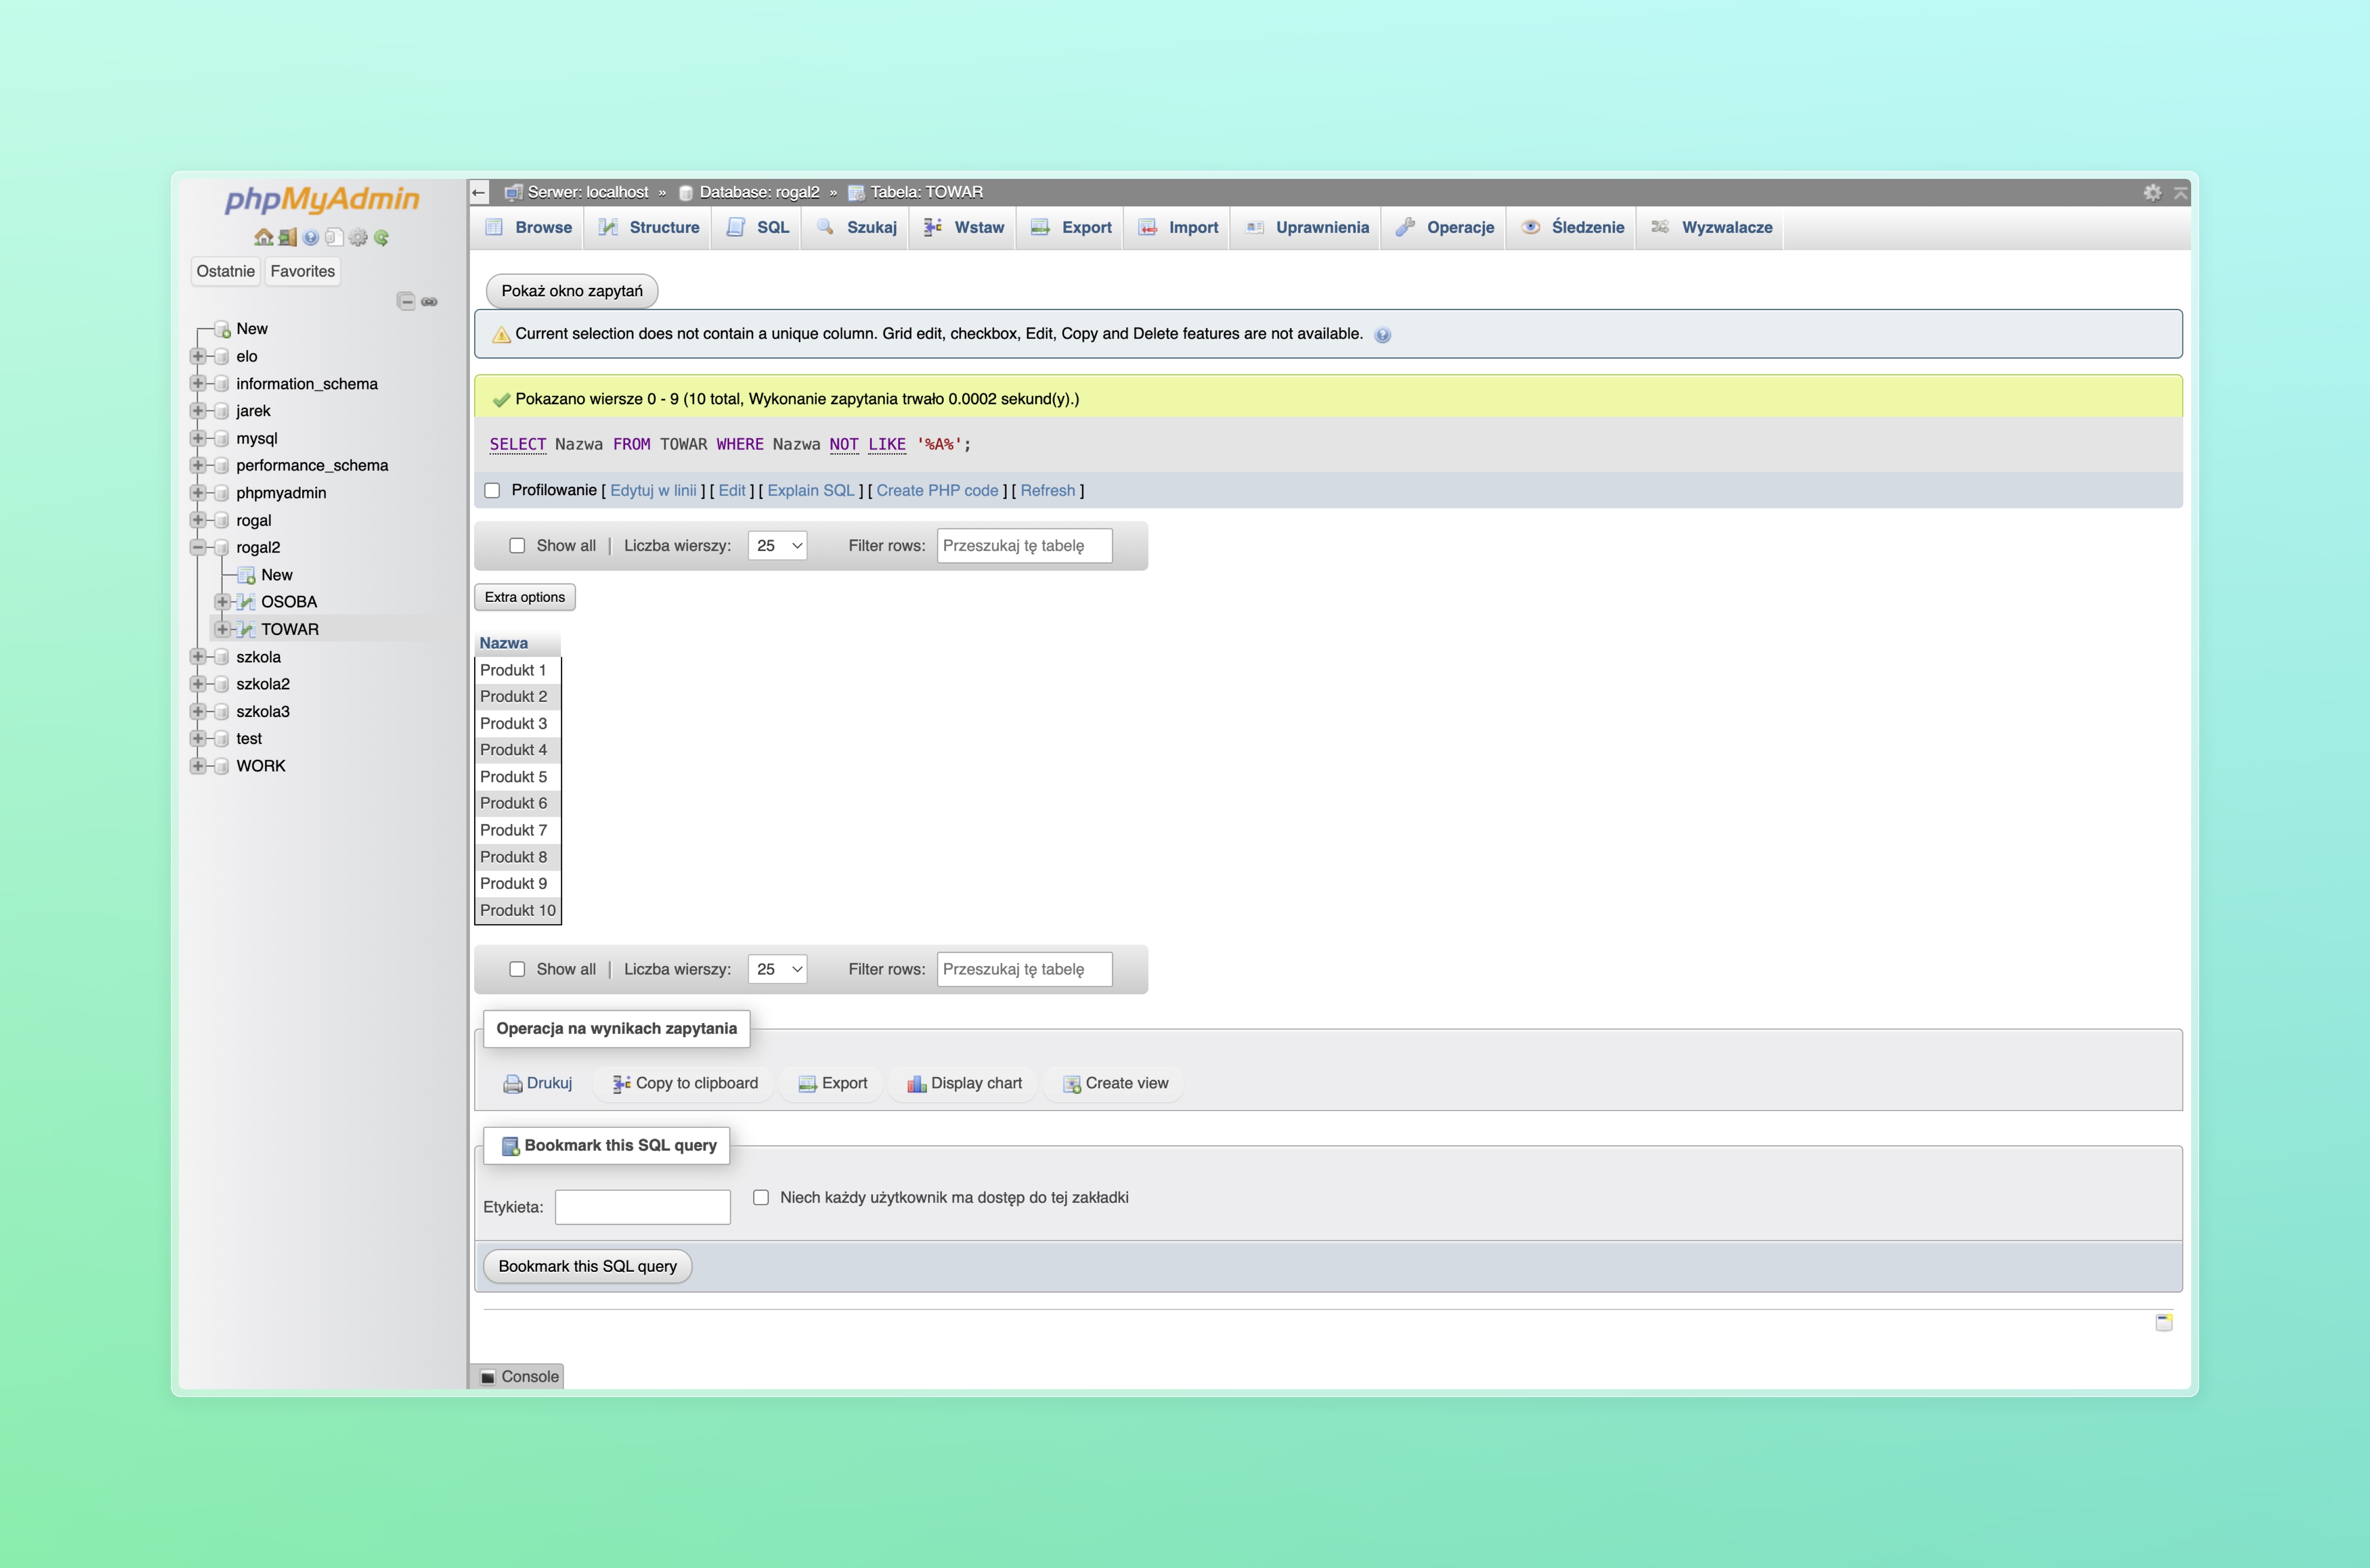 phpMyAdmin
Ostatnie Favorites
New
elo
information_schema
jarek
mysql
performance_schema
phpmyadmin
rogal
rogal2
New
OSOBA
TOWAR
szkola
szkola2
szkola3
test
WORK
Serwer: localhost » Database: rogal2 » Tabela: TOWAR
Browse Structure SQL Szukaj Wstaw Export Import Uprawnienia Operacje Śledzenie Wyzwalacze
Pokaż okno zapytań
Current selection does not contain a unique column. Grid edit, checkbox, Edit, Copy and Delete features are not available.
Pokazano wiersze 0 - 9 (10 total, Wykonanie zapytania trwało 0.0002 sekund(y).)
SELECT Nazwa FROM TOWAR WHERE Nazwa NOT LIKE '%A%';
Profilowanie [ Edytuj w linii ] [ Edit ] [ Explain SQL ] [ Create PHP code ] [ Refresh ]
Show all | Liczba wierszy: 25 Filter rows: Przeszukaj tę tabelę
Extra options
Nazwa
Produkt 1
Produkt 2
Produkt 3
Produkt 4
Produkt 5
Produkt 6
Produkt 7
Produkt 8
Produkt 9
Produkt 10
Show all | Liczba wierszy: 25 Filter rows: Przeszukaj tę tabelę
Operacja na wynikach zapytania
Drukuj Copy to clipboard Export Display chart Create view
Bookmark this SQL query
Etykieta: Niech każdy użytkownik ma dostęp do tej zakładki
Bookmark this SQL query
Console